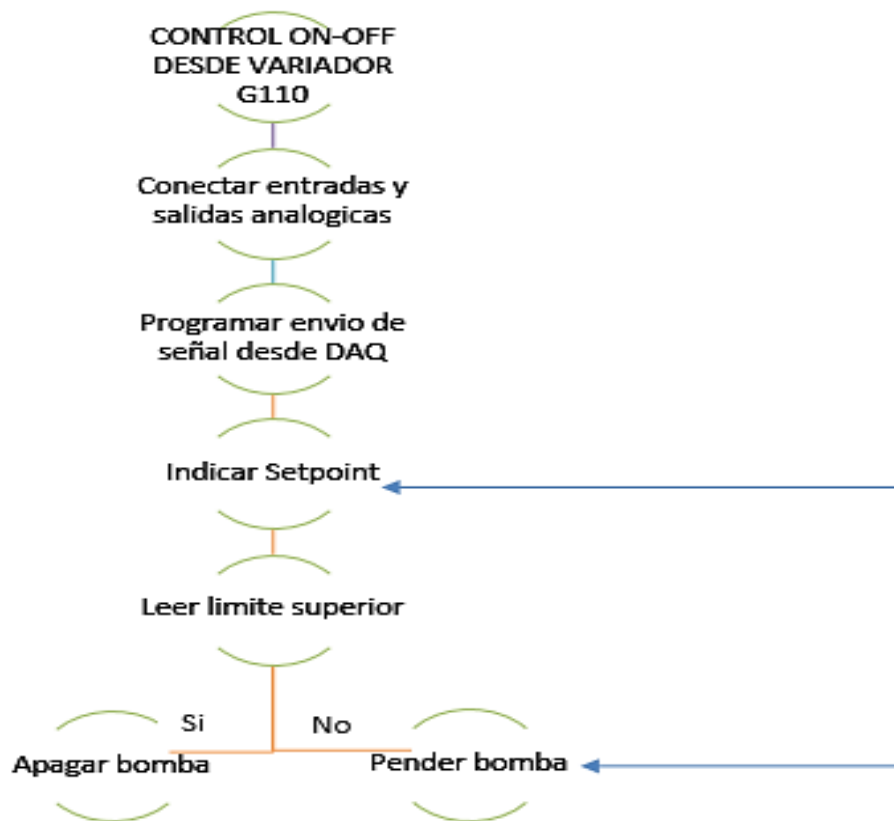 CONTROL ON-OFF
DESDE VARIADOR
G110
Conectar entradas y
salidas analogicas
Programar envio de
señal desde DAQ
Indicar Setpoint
Leer limite superior
Si
No
Apagar bomba
Pender bomba